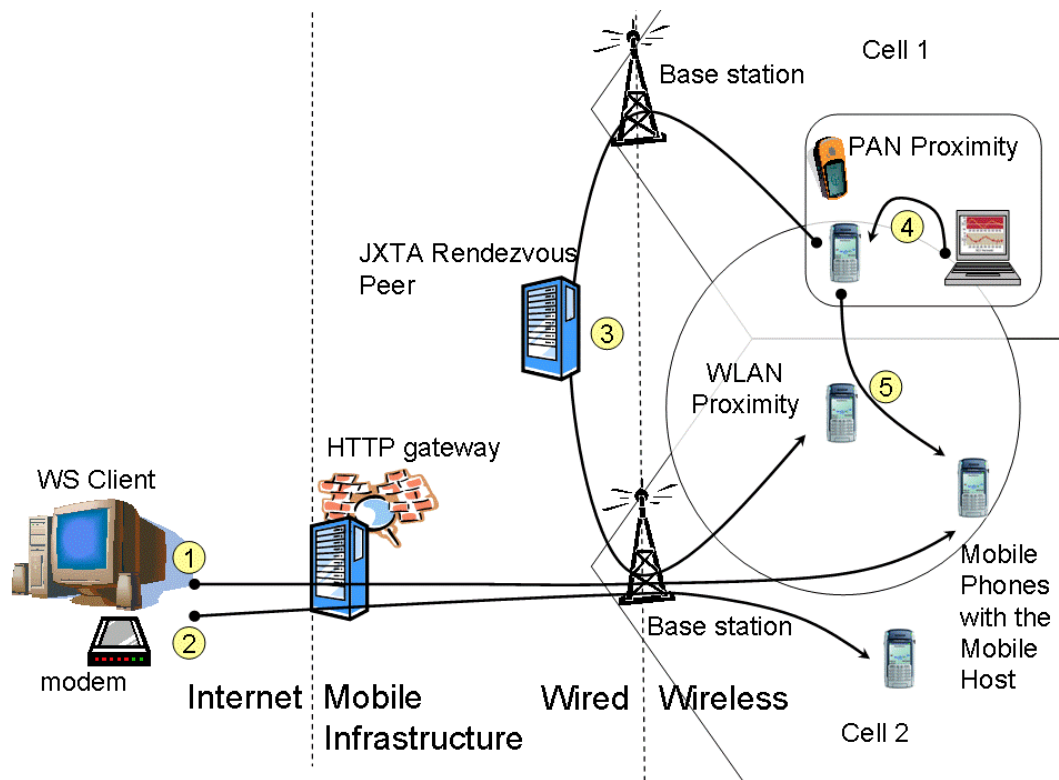 Cell 1
Base station
PAN Proximity
4
JXTA Rendezvous
Peer
3
WLAN
Proximity
5
HTTP gateway
WS Client
1
2
modem
Base station
Mobile
Phones
with the
Mobile
Host
Internet
Mobile
Infrastructure
Wired
Wireless
Cell 2